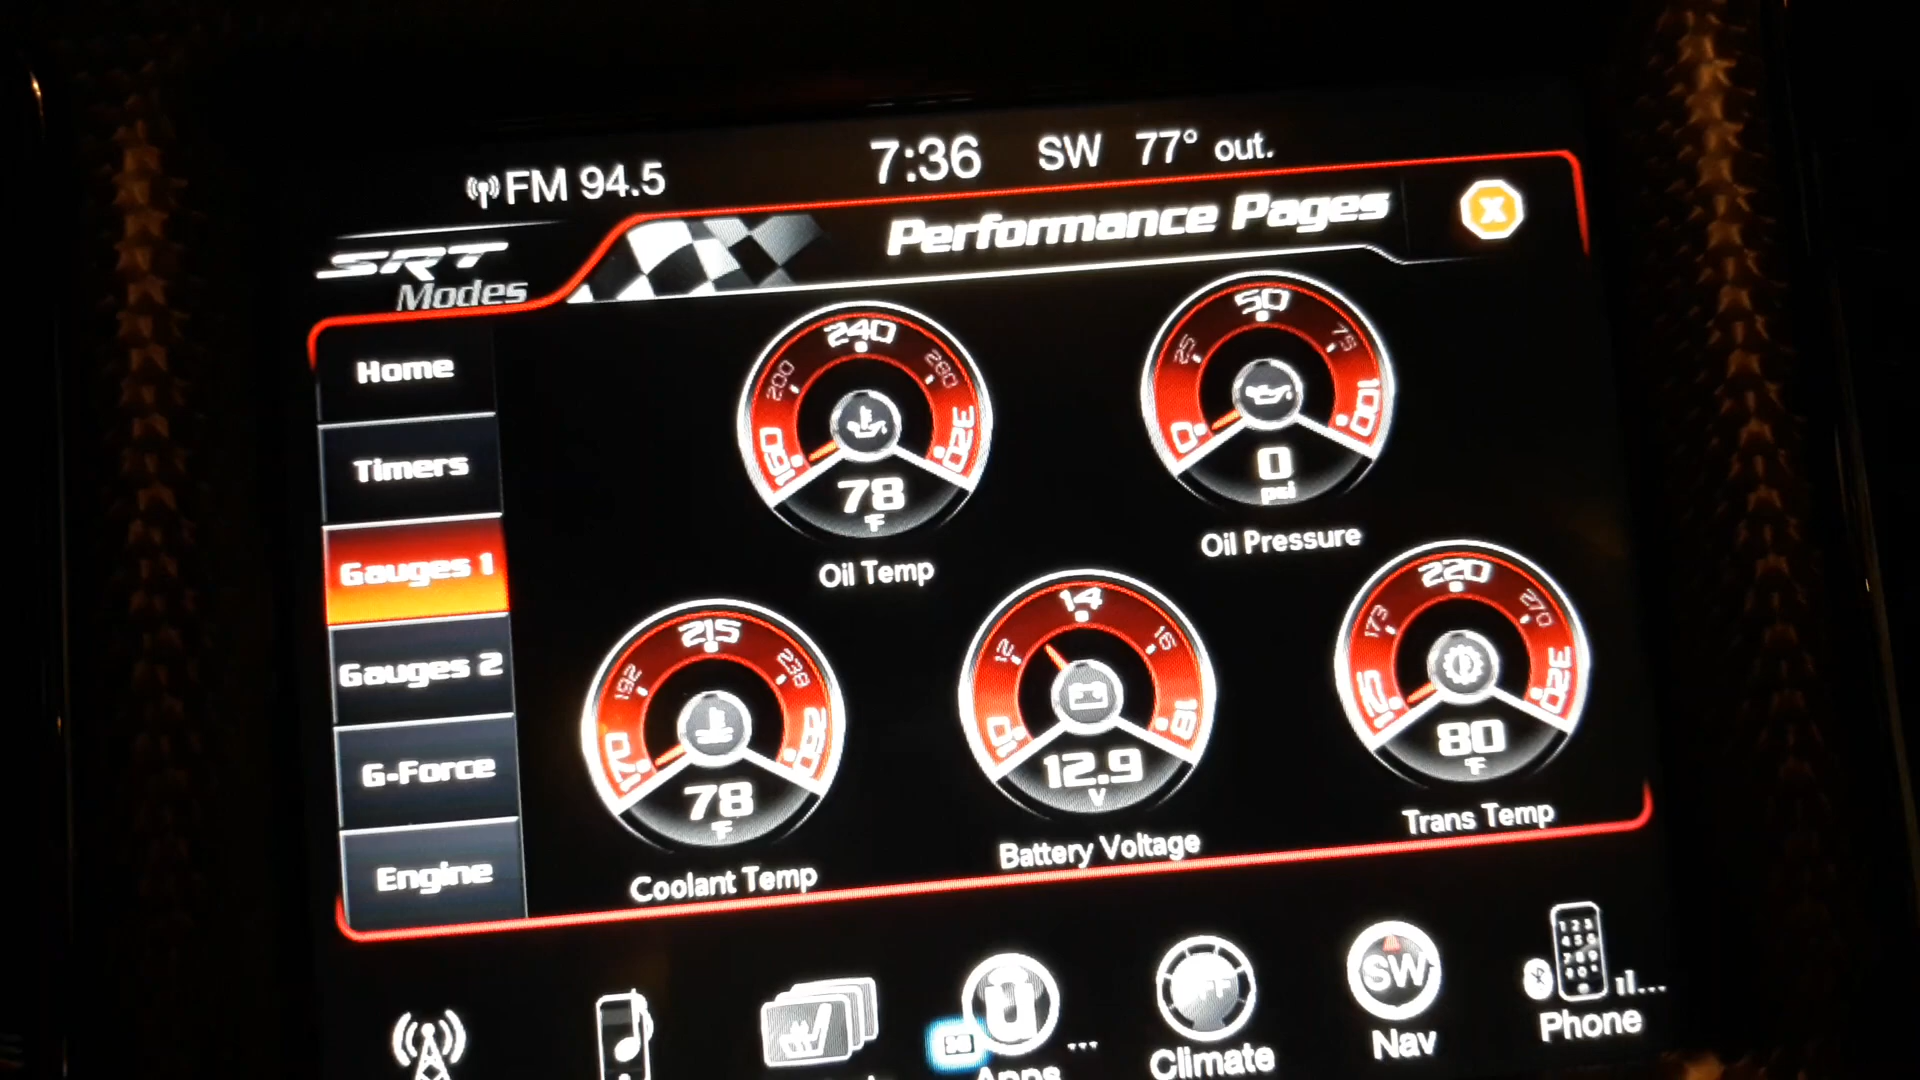 FM 94.5
7:36
SW
77° out.
SRT
Modes
Performance Pages
X
Home
Timers
Gauges 1
Gauges 2
G-Force
Engine
160
200
240
280
320
78
°F
Oil Temp
0
25
50
75
100
0
psi
Oil Pressure
170
192
215
238
260
78
°F
Coolant Temp
10
12
14
16
18
12.9
V
Battery Voltage
125
173
220
270
320
80
°F
Trans Temp
Apps
OFF
Climate
SW
Nav
Phone